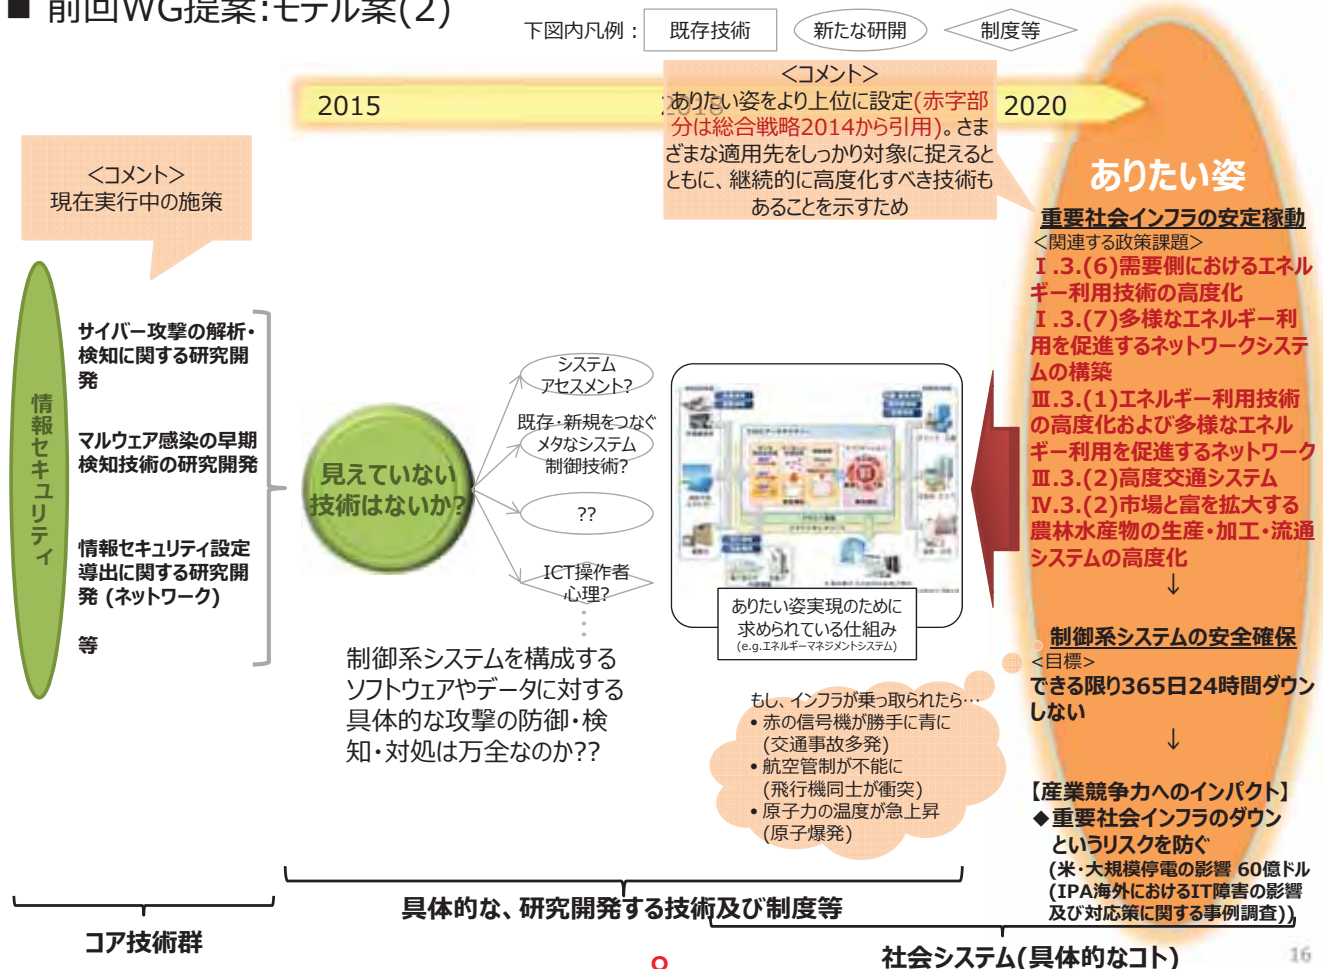 ■ 前回WG提案:モデル案(2)
下図内凡例：
既存技術
新たな研開
制度等
2015
2018
2020
<コメント>
ありたい姿をより上位に設定(赤字部
分は総合戦略2014から引用)。さま
ざまな適用先をしっかり対象に捉えると
ともに、継続的に高度化すべき技術も
あることを示すため
<コメント>
現在実行中の施策
情報セキュリティ
サイバー攻撃の解析・
検知に関する研究開
発
マルウェア感染の早期
検知技術の研究開発
情報セキュリティ設定
導出に関する研究開
発 (ネットワーク)
等
見えていない
技術はないか?
システム
アセスメント?
既存・新規をつなぐ
メタなシステム
制御技術?
??
ICT操作者
心理?
制御系システムを構成する
ソフトウェアやデータに対する
具体的な攻撃の防御・検
知・対処は万全なのか??
ありたい姿実現のために
求められている仕組み
(e.g.エネルギーマネジメントシステム)
もし、インフラが乗っ取られたら…
• 赤の信号機が勝手に青に
(交通事故多発)
• 航空管制が不能に
(飛行機同士が衝突)
• 原子力の温度が急上昇
(原子爆発)
ありたい姿
重要社会インフラの安定稼動
<関連する政策課題>
Ⅰ.3.(6)需要側におけるエネル
ギー利用技術の高度化
Ⅰ.3.(7)多様なエネルギー利
用を促進するネットワークシステ
ムの構築
Ⅲ.3.(1)エネルギー利用技術
の高度化および多様なエネル
ギー利用を促進するネットワーク
Ⅲ.3.(2)高度交通システム
Ⅳ.3.(2)市場と富を拡大する
農林水産物の生産・加工・流通
システムの高度化
↓
制御系システムの安全確保
<目標>
できる限り365日24時間ダウン
しない
↓
【産業競争力へのインパクト】
◆重要社会インフラのダウン
というリスクを防ぐ
(米・大規模停電の影響 60億ドル
(IPA海外におけるIT障害の影響
及び対応策に関する事例調査))
コア技術群
具体的な、研究開発する技術及び制度等
社会システム(具体的なコト)
16